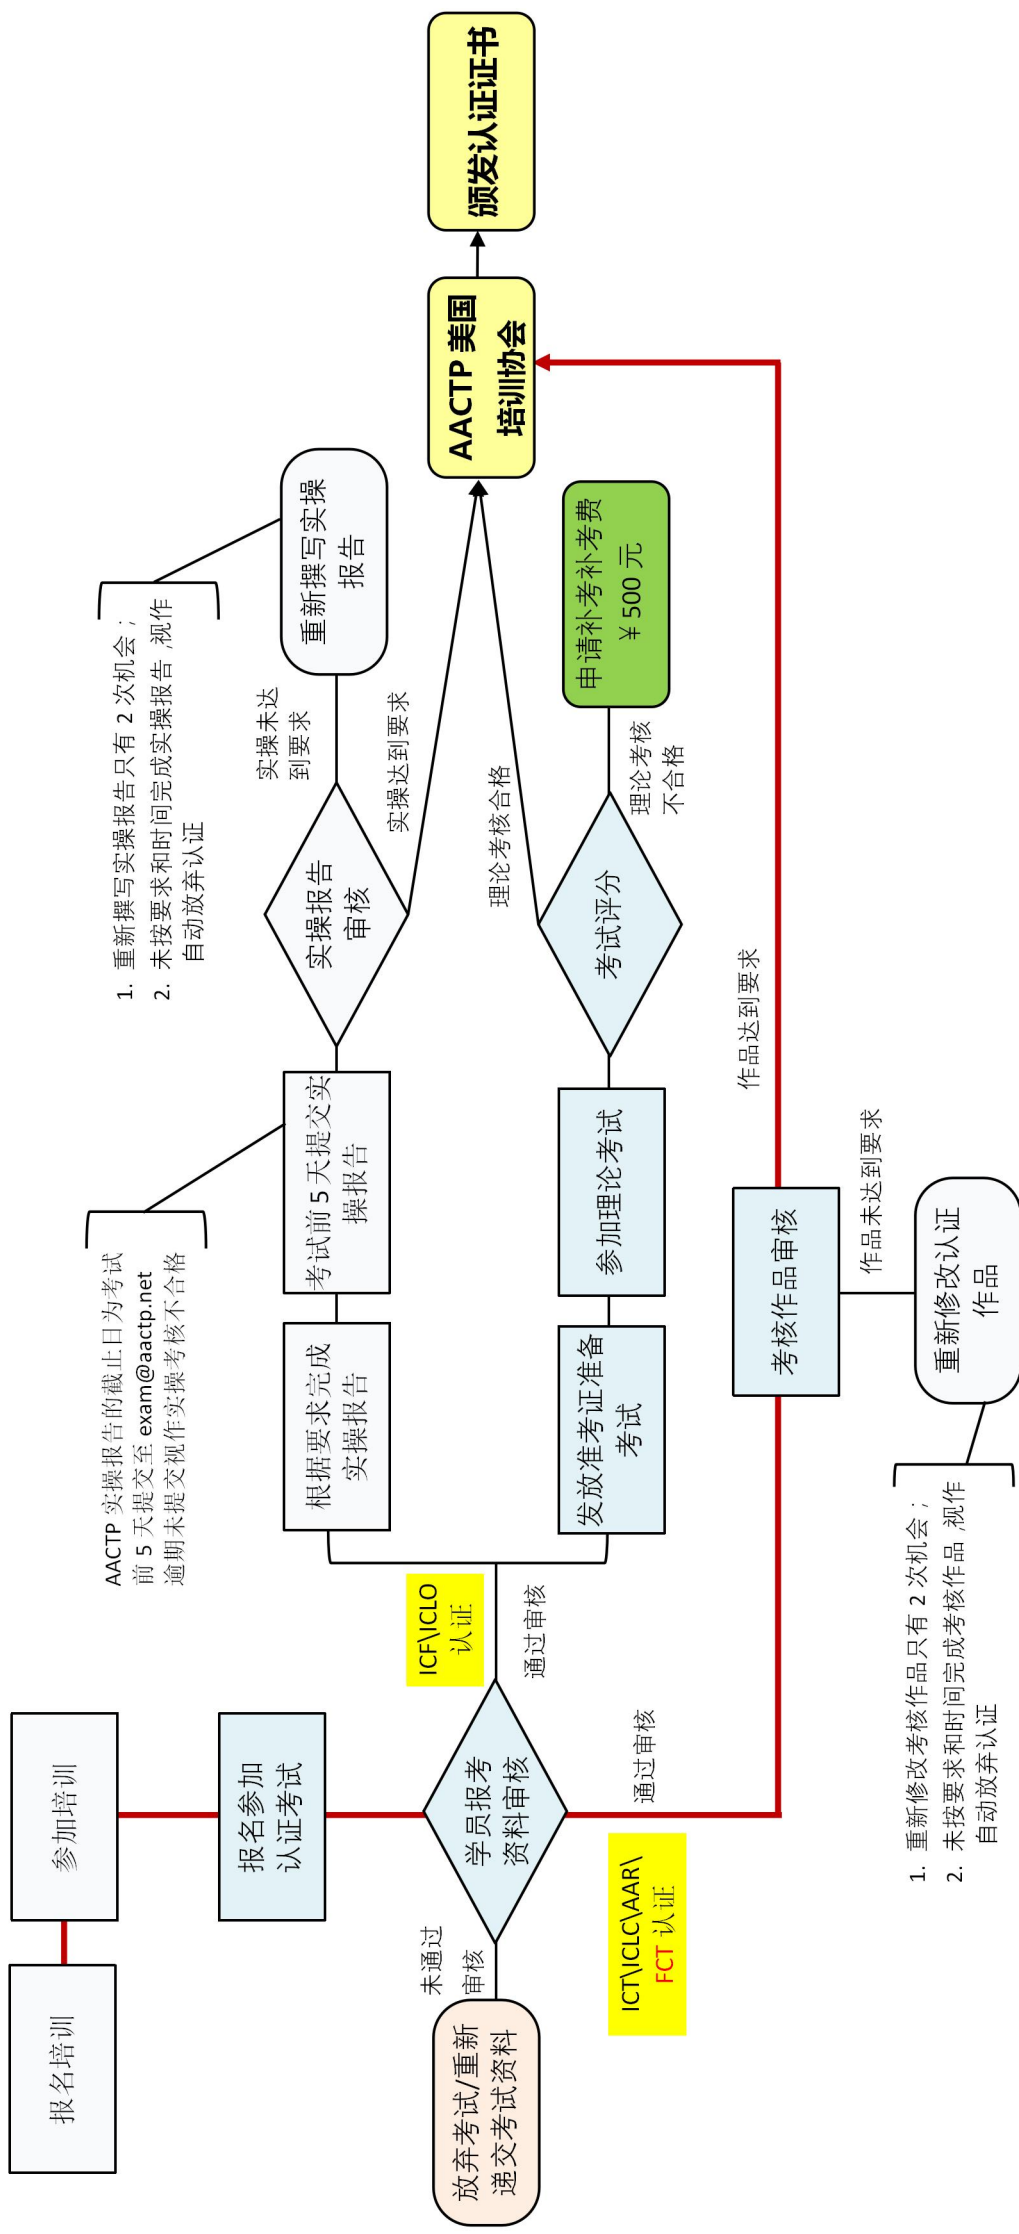 报名培训
参加培训
报名参加
认证考试
学员报考
资料审核
未通过
审核
放弃考试/重新
递交考试资料
ICF\ICLO
认证
通过审核
ICT\ICLC\AAR\
FCT 认证
通过审核
AACTP 实操报告的截止日为考试
前 5 天提交至 exam@aactp.net
逾期未提交视作实操考核不合格
根据要求完成
实操报告
考试前 5 天提交实
操报告
实操报告
审核
实操未达
到要求
实操达到要求
1. 重新撰写实操报告只有 2 次机会；
2. 未按要求和时间完成实操报告,视作
自动放弃认证
重新撰写实操
报告
发放准考证准备
考试
参加理论考试
考试评分
理论考核合格
理论考核
不合格
申请补考补考费
￥500 元
考核作品审核
作品达到要求
作品未达到要求
重新修改认证
作品
1. 重新修改考核作品只有 2 次机会；
2. 未按要求和时间完成考核作品,视作
自动放弃认证
AACTP 美国
培训协会
颁发认证证书